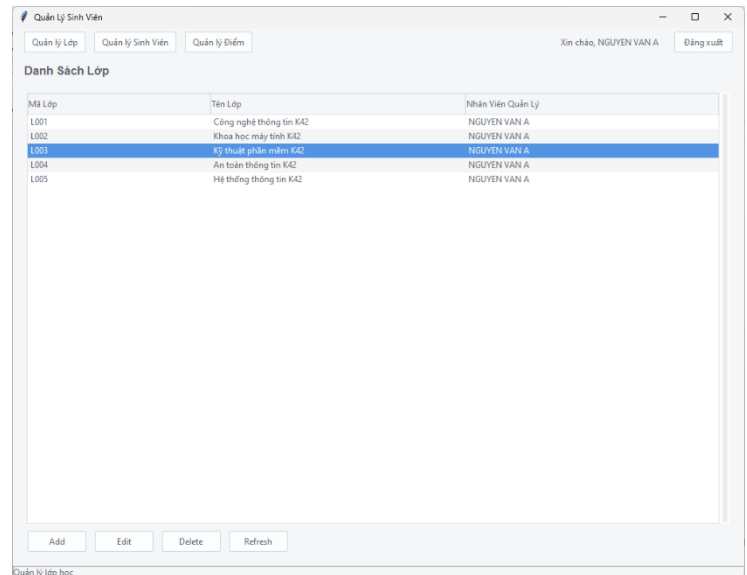 Quản Lý Sinh Viên
Quản lý Lớp Quản lý Sinh Viên Quản lý Điểm Xin chào, NGUYEN VAN A Đăng xuất
Danh Sách Lớp
Mã Lớp Tên Lớp Nhân Viên Quản Lý
L001 Công nghệ thông tin K42 NGUYEN VAN A
L002 Khoa học máy tính K42 NGUYEN VAN A
L003 Kỹ thuật phần mềm K42 NGUYEN VAN A
L004 An toàn thông tin K42 NGUYEN VAN A
L005 Hệ thống thông tin K42 NGUYEN VAN A
Add Edit Delete Refresh
Quản lý lớp học